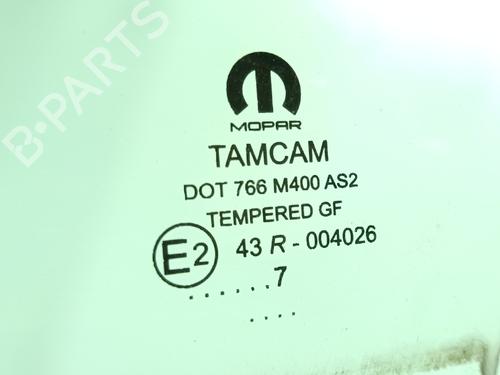 B-PARTS
MOPAR
TAMCAM
DOT 766 M400 AS2
TEMPERED GF
E2 43 R - 004026
......7
....